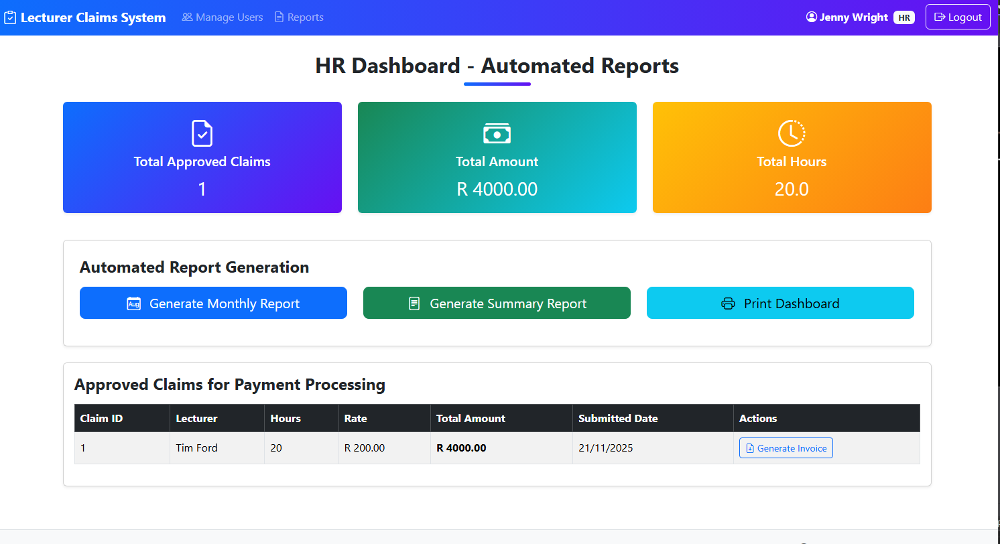 Lecturer Claims System Manage Users Reports Jenny Wright HR Logout
HR Dashboard - Automated Reports
Total Approved Claims
1
Total Amount
R 4000.00
Total Hours
20.0
Automated Report Generation
Aug Generate Monthly Report Generate Summary Report Print Dashboard
Approved Claims for Payment Processing
Claim ID Lecturer Hours Rate Total Amount Submitted Date Actions
1 Tim Ford 20 R 200.00 R 4000.00 21/11/2025 Generate Invoice